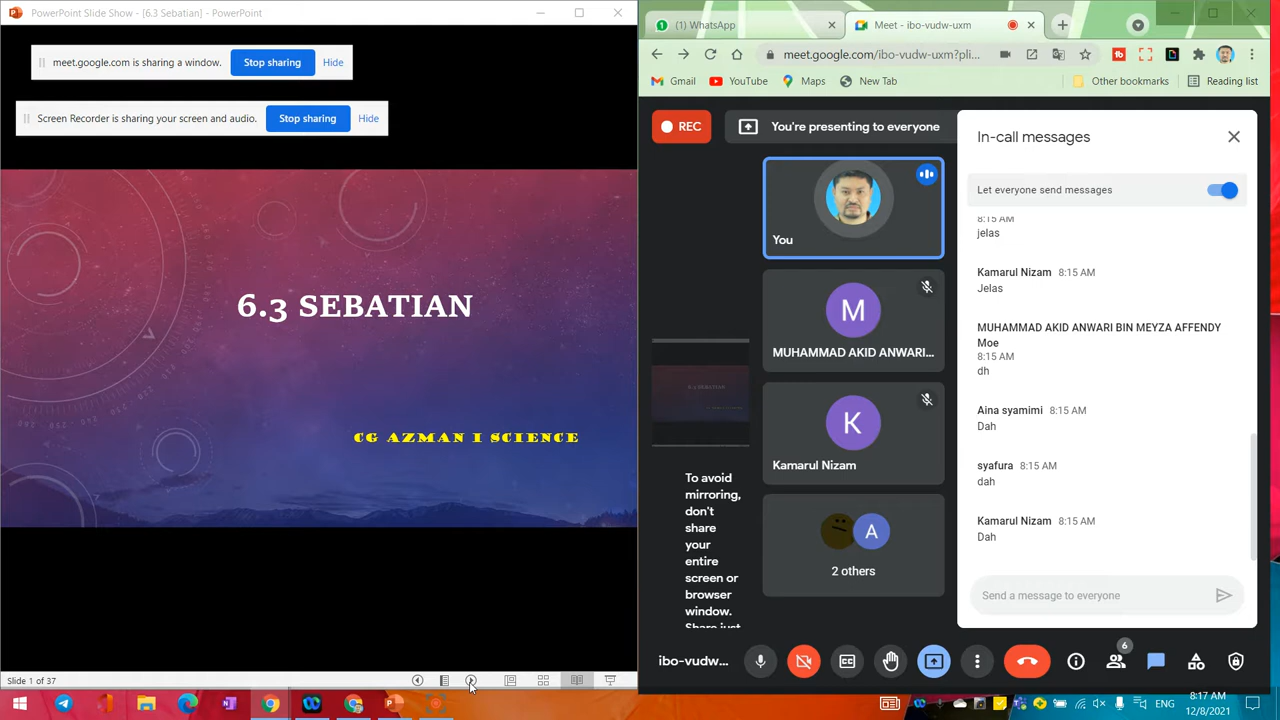 PowerPoint Slide Show - [6.3 Sebatian] - PowerPoint
meet.google.com is sharing a window.
Stop sharing
Hide
Screen Recorder is sharing your screen and audio.
Stop sharing
Hide
6.3 SEBATIAN
CG AZMAN I SCIENCE
Slide 1 of 37
(1) WhatsApp
Meet - ibo-vudw-uxm
meet.google.com/ibo-vudw-uxm?pli...
Gmail
YouTube
Maps
New Tab
Other bookmarks
Reading list
REC
You're presenting to everyone
You
M
MUHAMMAD AKID ANWARI...
K
Kamarul Nizam
A
2 others
To avoid
mirroring,
don't
share
your
entire
screen or
browser
window.
Share just
In-call messages
Let everyone send messages
8:15 AM
jelas
Kamarul Nizam 8:15 AM
Jelas
MUHAMMAD AKID ANWARI BIN MEYZA AFFENDY
Moe
8:15 AM
dh
Aina syamimi 8:15 AM
Dah
syafura 8:15 AM
dah
Kamarul Nizam 8:15 AM
Dah
Send a message to everyone
ibo-vudw...
6
8:17 AM
12/8/2021